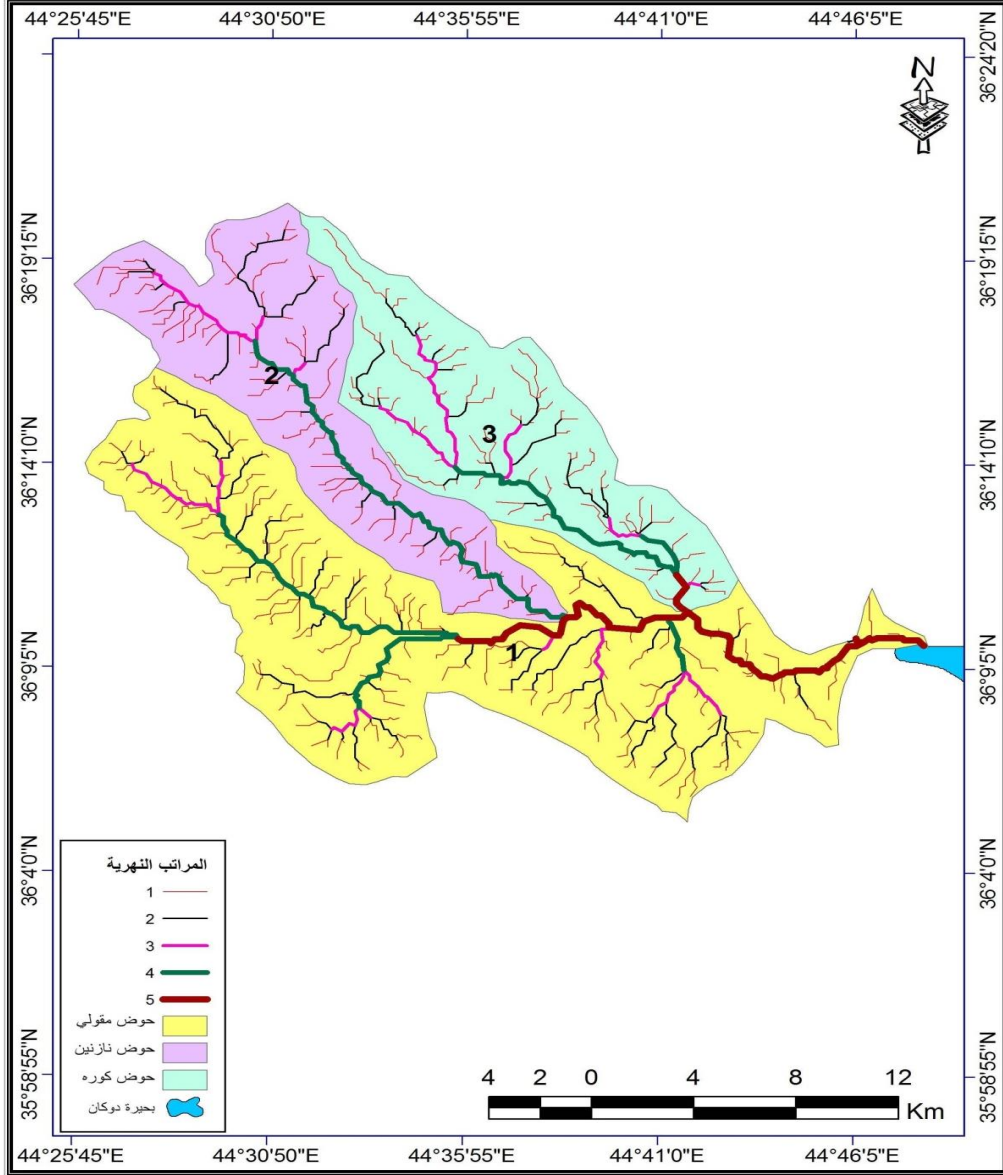 44°25'45"E 44°30'50"E 44°35'55"E 44°41'0"E 44°46'5"E
36°24'20"N
N
36°19'15"N 36°19'15"N
2
3
36°14'10"N 36°14'10"N
1
36°9'5"N 36°9'5"N
المراتب النهرية
1
2
3
4
5
حوض مقولي
حوض نازنين
حوض كوره
بحيرة دوكان
36°4'0"N 36°4'0"N
4 2 0 4 8 12
Km
35°58'55"N 35°58'55"N
44°25'45"E 44°30'50"E 44°35'55"E 44°41'0"E 44°46'5"E